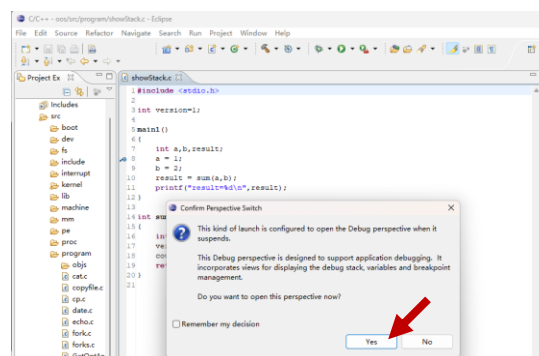 C/C++ - oos/src/program/showStack.c - Eclipse
File Edit Source Refactor Navigate Search Run Project Window Help
Project Ex
showStack.c
Includes
src
boot
dev
fs
include
interrupt
kernel
lib
machine
mm
pe
proc
program
objs
cat.c
copyfile.c
cp.c
date.c
echo.c
fork.c
forks.c
1 #include <stdio.h>
2
3 int version=1;
4
5 main1()
6 {
7 int a,b,result;
8 a = 1;
9 b = 2;
10 result = sum(a,b);
11 printf("result=%d\n",result);
12 }
13
14 int sum
15 {
16 in
17 ve
18 co
19 re
20 }
21
Confirm Perspective Switch
This kind of launch is configured to open the Debug perspective when it
suspends.
This Debug perspective is designed to support application debugging. It
incorporates views for displaying the debug stack, variables and breakpoint
management.
Do you want to open this perspective now?
Remember my decision
Yes
No